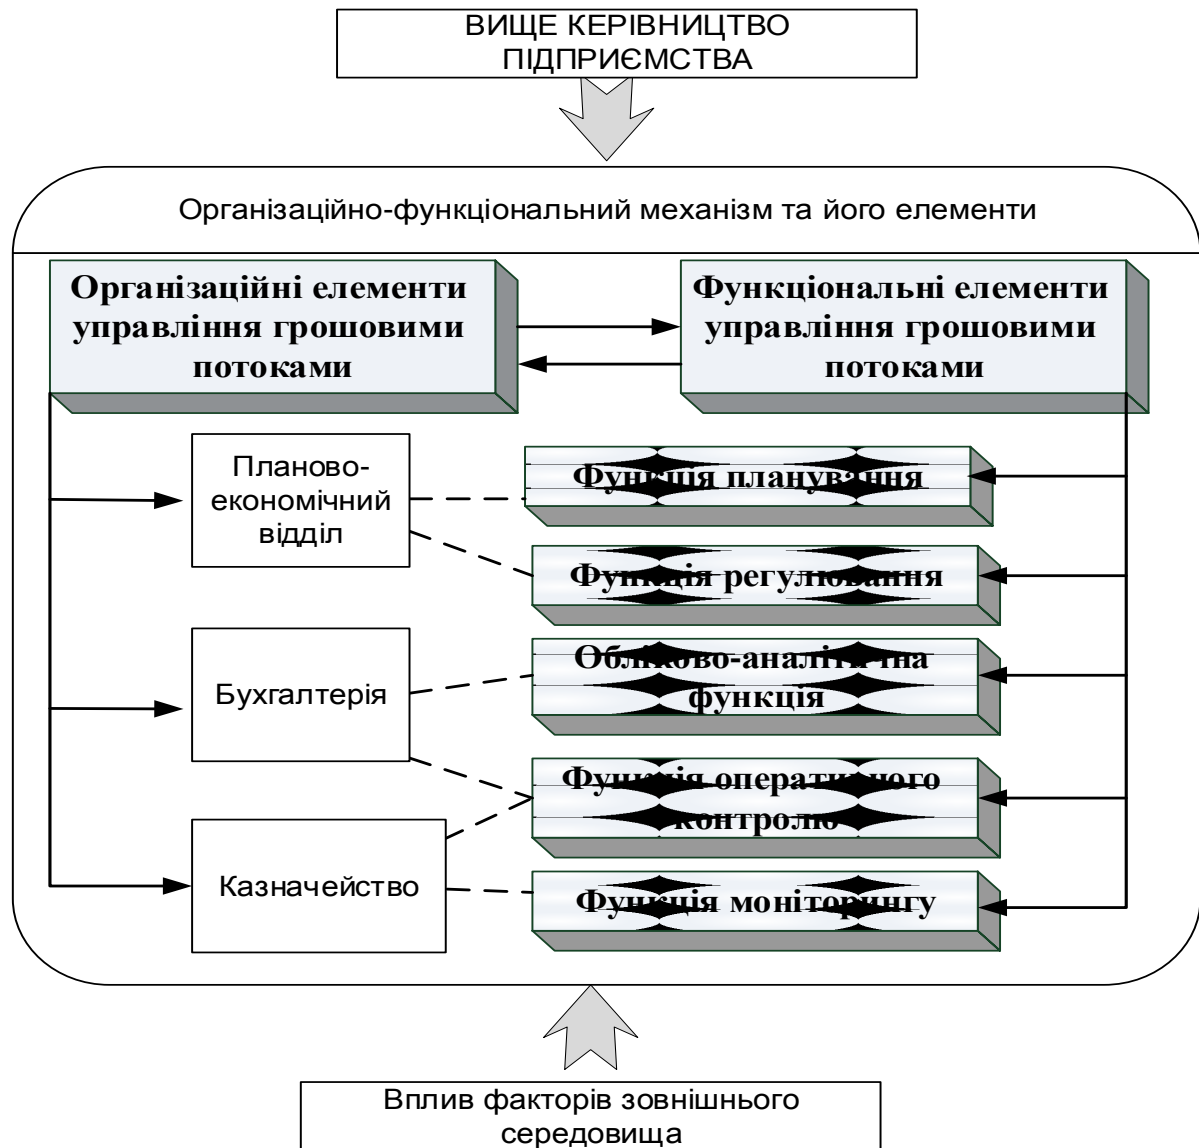 ВИЩЕ КЕРІВНИЦТВО
ПІДПРИЄМСТВА
Організаційно-функціональний механізм та його елементи
Організаційні елементи
управління грошовими
потоками
Функціональні елементи
управління грошовими
потоками
Планово-
економічний
відділ
Функція планування
Функція регулювання
Бухгалтерія
Обліково-аналітична
функція
Функція оперативного
контролю
Казначейство
Функція моніторингу
Вплив факторів зовнішнього
середовища